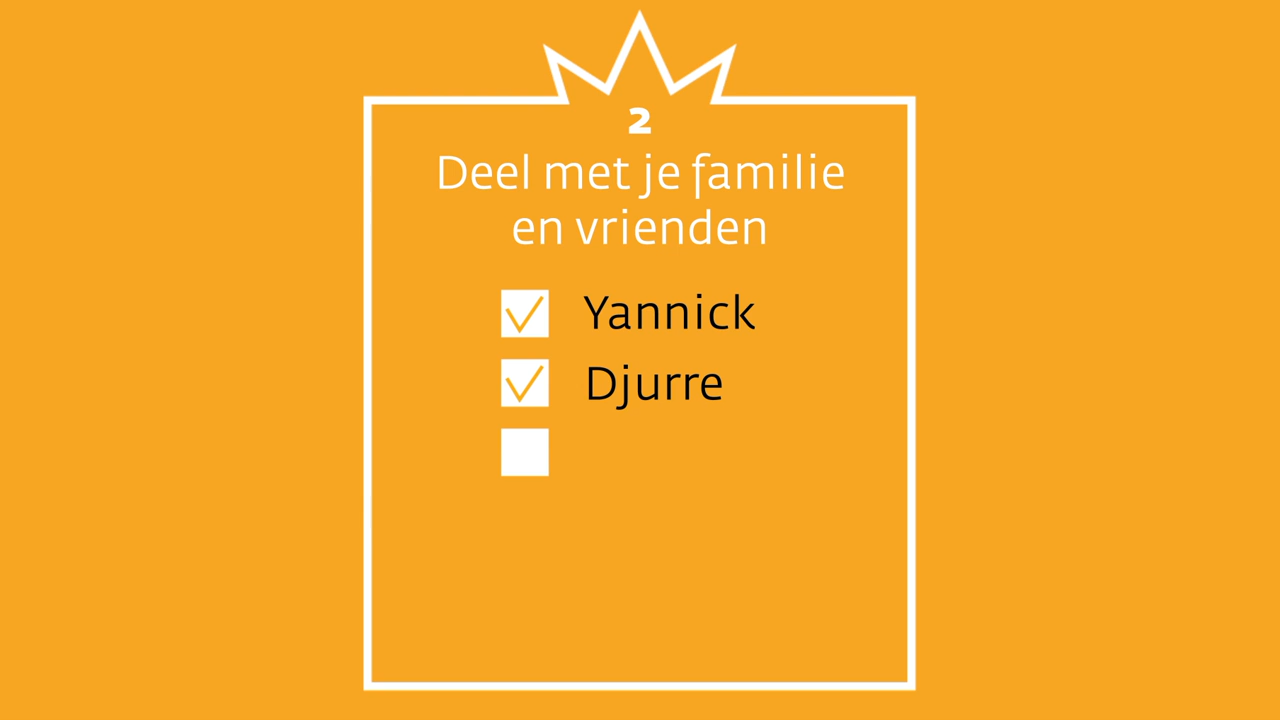 2
Deel met je familie
en vrienden
Yannick
Djurre